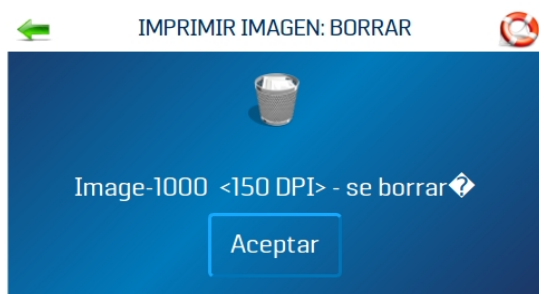 IMPRIMIR IMAGEN: BORRAR
Image-1000 <150 DPI> - se borrar�
Aceptar